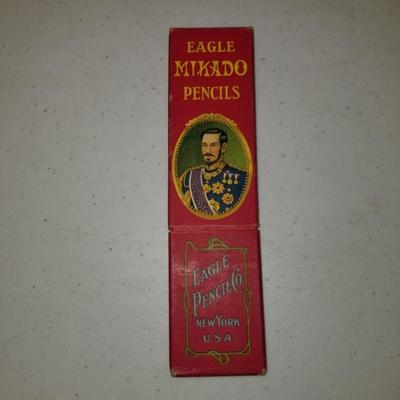 EAGLE
MIKADO
PENCILS
EAGLE
PENCIL CO.
NEW YORK
U.S.A.